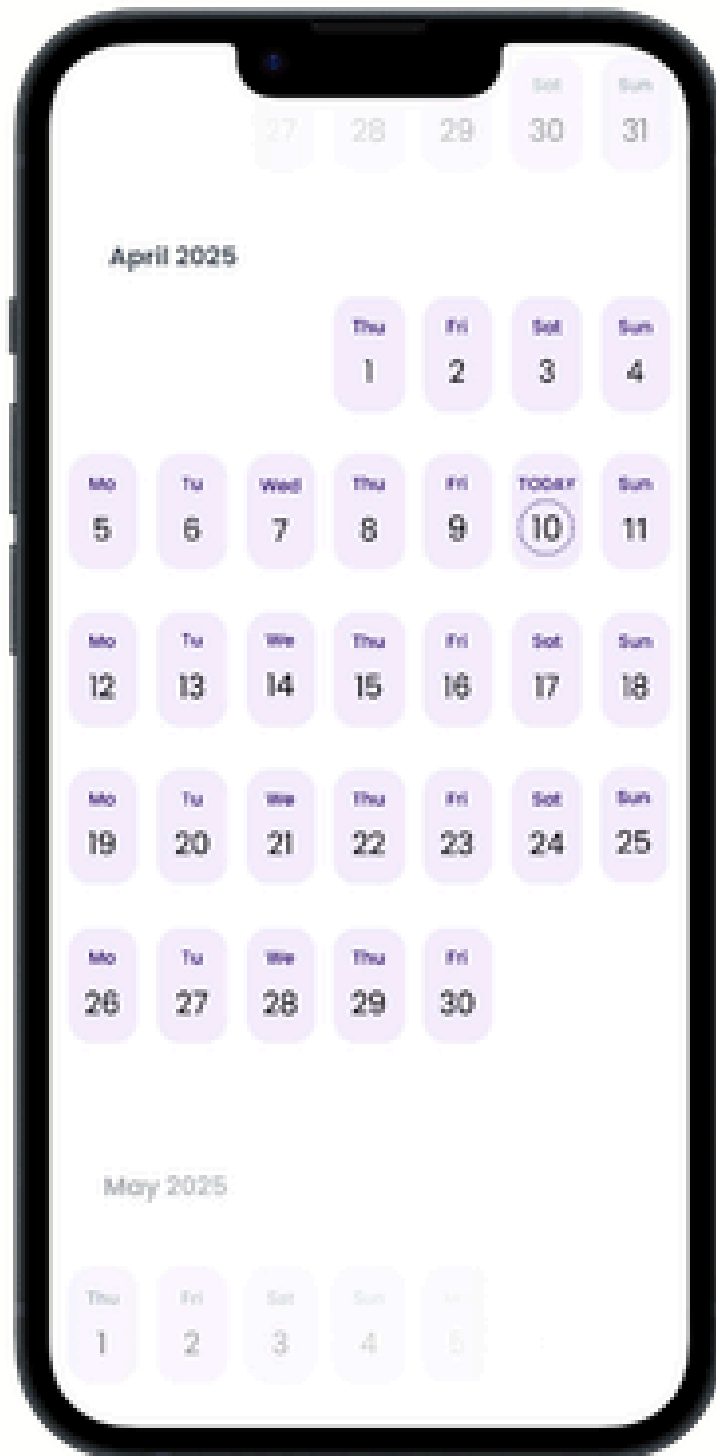 Sat Sun
27 28 29 30 31
April 2025
Thu Fri Sat Sun
1 2 3 4
Mo Tu Wed Thu Fri TODAY Sun
5 6 7 8 9 10 11
Mo Tu We Thu Fri Sat Sun
12 13 14 15 16 17 18
Mo Tu We Thu Fri Sat Sun
19 20 21 22 23 24 25
Mo Tu We Thu Fri
26 27 28 29 30
May 2025
Thu Fri Sat Sun
1 2 3 4 5